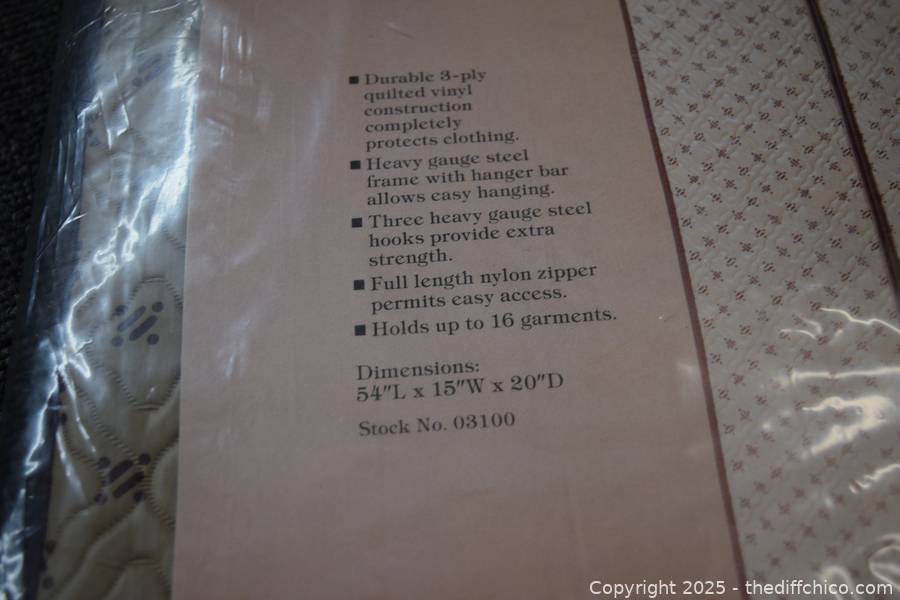 ■ Durable 3-ply
quilted vinyl
construction
completely
protects clothing.
■ Heavy gauge steel
frame with hanger bar
allows easy hanging.
■ Three heavy gauge steel
hooks provide extra
strength.
■ Full length nylon zipper
permits easy access.
■ Holds up to 16 garments.
Dimensions:
54"L x 15"W x 20"D
Stock No. 03100
Copyright 2025 - thediffchico.com